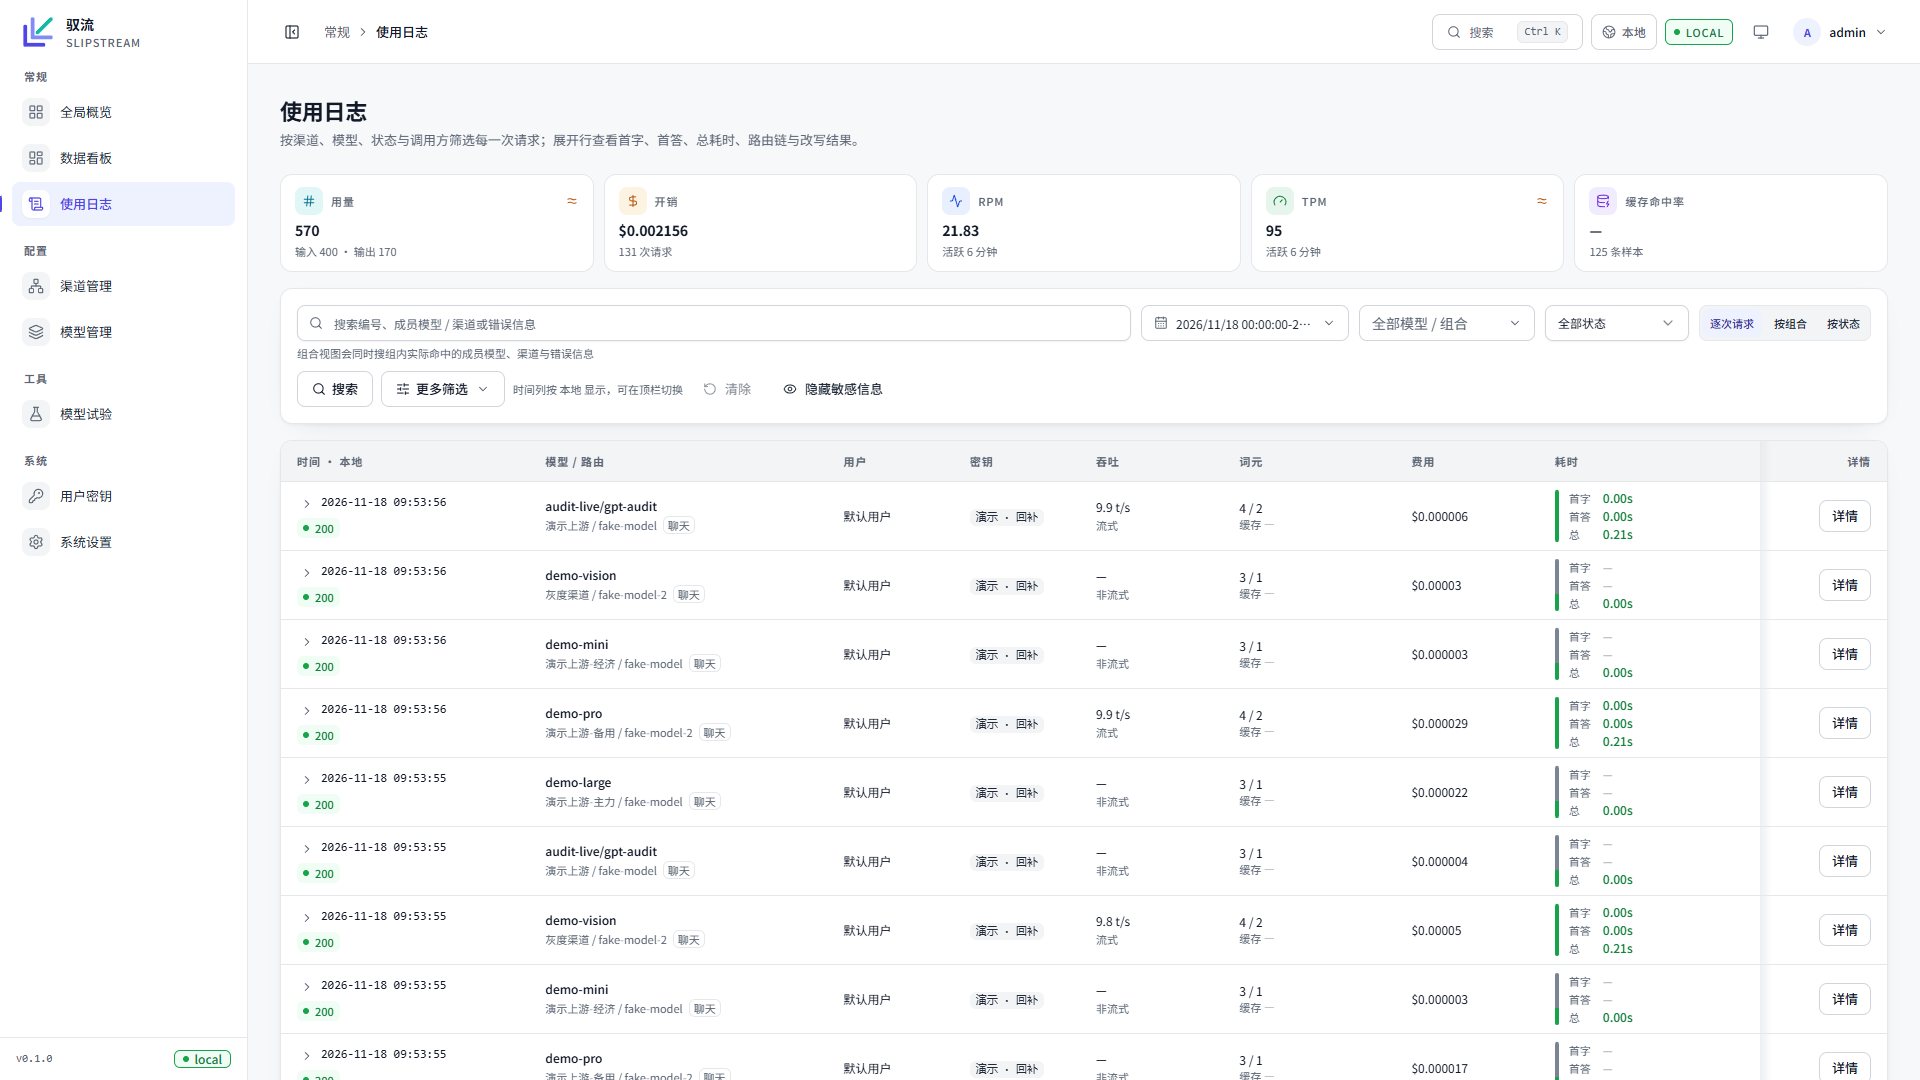 驭流
SLIPSTREAM
常规
全局概览
数据看板
使用日志
配置
渠道管理
模型管理
工具
模型试验
系统
用户密钥
系统设置
v0.1.0
local
常规 > 使用日志
搜索 Ctrl K
本地
LOCAL
A admin
使用日志
按渠道、模型、状态与调用方筛选每一次请求；展开行查看首字、首答、总耗时、路由链与改写结果。
用量 ≈
570
输入 400 · 输出 170
开销
$0.002156
131 次请求
RPM
21.83
活跃 6 分钟
TPM ≈
95
活跃 6 分钟
缓存命中率
—
125 条样本
搜索编号、成员模型 / 渠道或错误信息
2026/11/18 00:00:00-2···
全部模型 / 组合
全部状态
逐次请求 按组合 按状态
组合视图会同时搜组内实际命中的成员模型、渠道与错误信息
搜索
更多筛选
时间列按 本地 显示，可在顶栏切换
清除
隐藏敏感信息
时间 · 本地 模型 / 路由 用户 密钥 吞吐 词元 费用 耗时 详情
2026-11-18 09:53:56
200
audit-live/gpt-audit
演示上游 / fake-model 聊天
默认用户
演示 · 回补
9.9 t/s
流式
4 / 2
缓存 —
$0.000006
首字 0.00s
首答 0.00s
总 0.21s
详情
2026-11-18 09:53:56
200
demo-vision
灰度渠道 / fake-model-2 聊天
默认用户
演示 · 回补
—
非流式
3 / 1
缓存 —
$0.00003
首字 —
首答 —
总 0.00s
详情
2026-11-18 09:53:56
200
demo-mini
演示上游-经济 / fake-model 聊天
默认用户
演示 · 回补
—
非流式
3 / 1
缓存 —
$0.000003
首字 —
首答 —
总 0.00s
详情
2026-11-18 09:53:56
200
demo-pro
演示上游-备用 / fake-model-2 聊天
默认用户
演示 · 回补
9.9 t/s
流式
4 / 2
缓存 —
$0.000029
首字 0.00s
首答 0.00s
总 0.21s
详情
2026-11-18 09:53:55
200
demo-large
演示上游-主力 / fake-model 聊天
默认用户
演示 · 回补
—
非流式
3 / 1
缓存 —
$0.000022
首字 —
首答 —
总 0.00s
详情
2026-11-18 09:53:55
200
audit-live/gpt-audit
演示上游 / fake-model 聊天
默认用户
演示 · 回补
—
非流式
3 / 1
缓存 —
$0.000004
首字 —
首答 —
总 0.00s
详情
2026-11-18 09:53:55
200
demo-vision
灰度渠道 / fake-model-2 聊天
默认用户
演示 · 回补
9.8 t/s
流式
4 / 2
缓存 —
$0.00005
首字 0.00s
首答 0.00s
总 0.21s
详情
2026-11-18 09:53:55
200
demo-mini
演示上游-经济 / fake-model 聊天
默认用户
演示 · 回补
—
非流式
3 / 1
缓存 —
$0.000003
首字 —
首答 —
总 0.00s
详情
2026-11-18 09:53:55
200
demo-pro
演示上游-备用 / fake-model-2 聊天
默认用户
演示 · 回补
—
非流式
3 / 1
缓存 —
$0.000017
首字 —
首答 —
详情